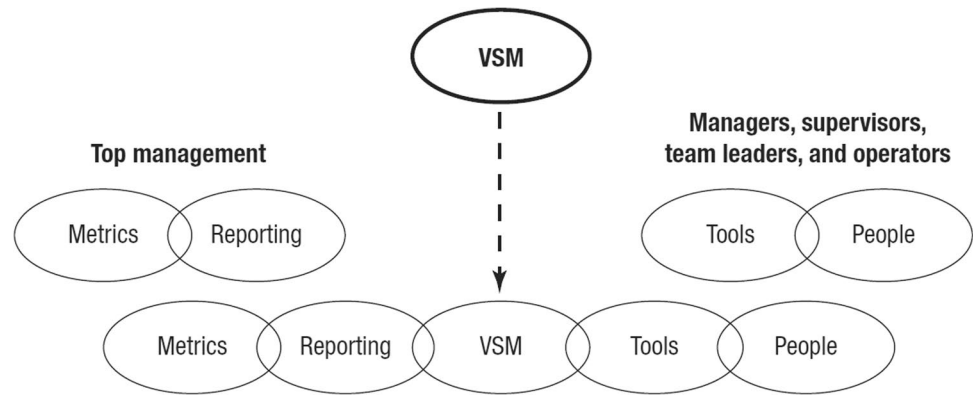 VSM
Top management
Managers, supervisors,
team leaders, and operators
Metrics
Reporting
Tools
People
Metrics
Reporting
VSM
Tools
People